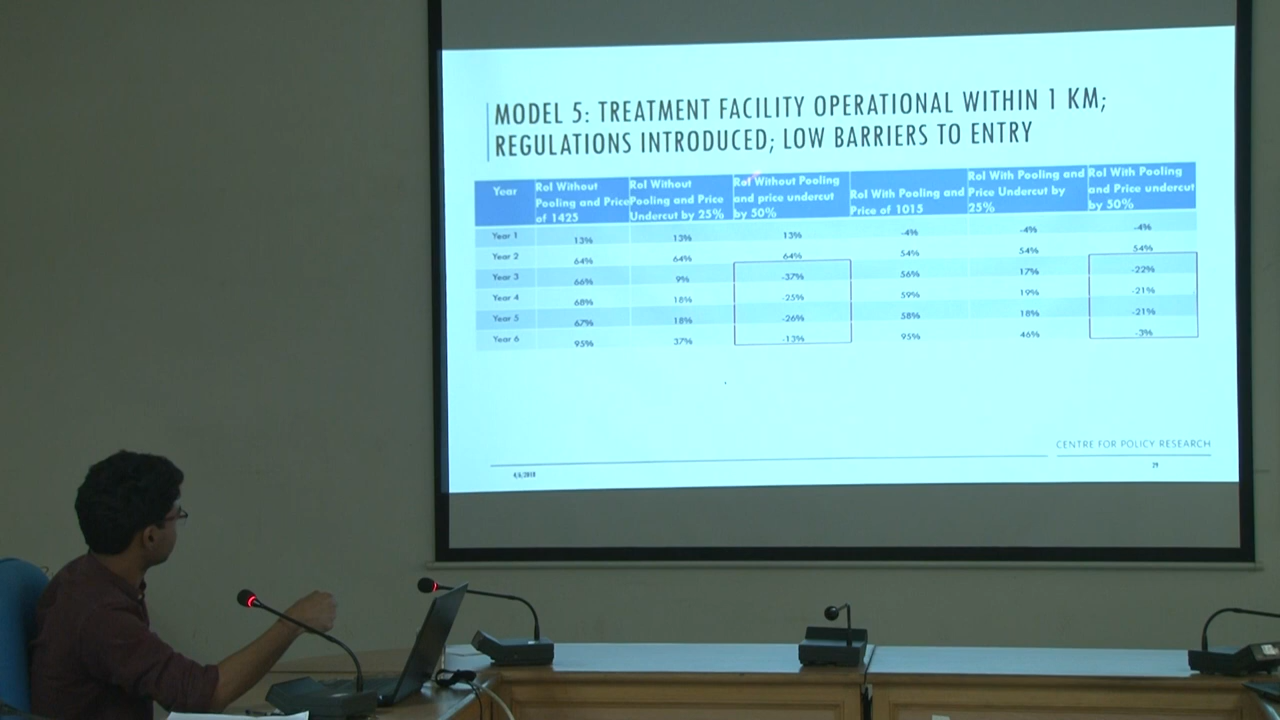 MODEL 5: TREATMENT FACILITY OPERATIONAL WITHIN 1 KM;
REGULATIONS INTRODUCED; LOW BARRIERS TO ENTRY
Year | RoI Without Pooling and Price of 1425 | RoI Without Pooling and Price Undercut by 25% | RoI Without Pooling and price undercut by 50% | RoI With Pooling and Price of 1015 | RoI With Pooling and Price Undercut by 25% | RoI With Pooling and Price undercut by 50%
Year 1 | 13% | 13% | 13% | -4% | -4% | -4%
Year 2 | 64% | 64% | 64% | 54% | 54% | 54%
Year 3 | 66% | 9% | -37% | 56% | 17% | -22%
Year 4 | 68% | 18% | -25% | 59% | 19% | -21%
Year 5 | 67% | 18% | -26% | 58% | 18% | -21%
Year 6 | 95% | 37% | -13% | 95% | 46% | -3%
CENTRE FOR POLICY RESEARCH
4/6/2018
29